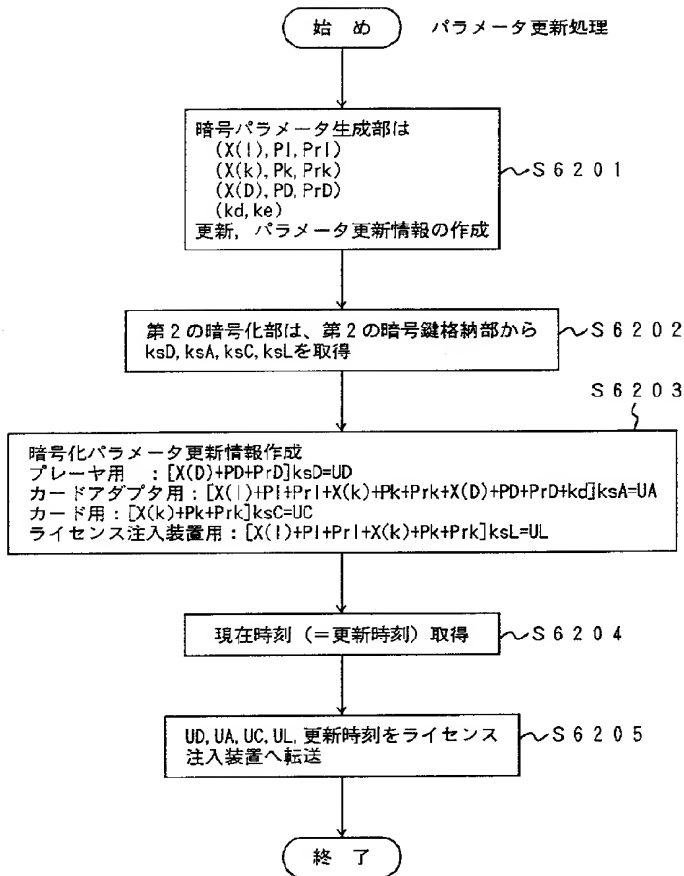 始 め
パラメータ更新処理
暗号パラメータ生成部は
(X(l),Pl,Prl)
(X(k),Pk,Prk)
(X(D),PD,PrD)
(kd,ke)
更新，パラメータ更新情報の作成
S6201
第2の暗号化部は、第2の暗号鍵格納部から
ksD,ksA,ksC,ksLを取得
S6202
S6203
暗号化パラメータ更新情報作成
プレーヤ用 :[X(D)+PD+PrD]ksD=UD
カードアダプタ用:[X(l)+Pl+Prl+X(k)+Pk+Prk+X(D)+PD+PrD+kd]ksA=UA
カード用:[X(k)+Pk+Prk]ksC=UC
ライセンス注入装置用:[X(l)+Pl+Prl+X(k)+Pk+Prk]ksL=UL
現在時刻（＝更新時刻）取得
S6204
UD,UA,UC,UL,更新時刻をライセンス
注入装置へ転送
S6205
終 了